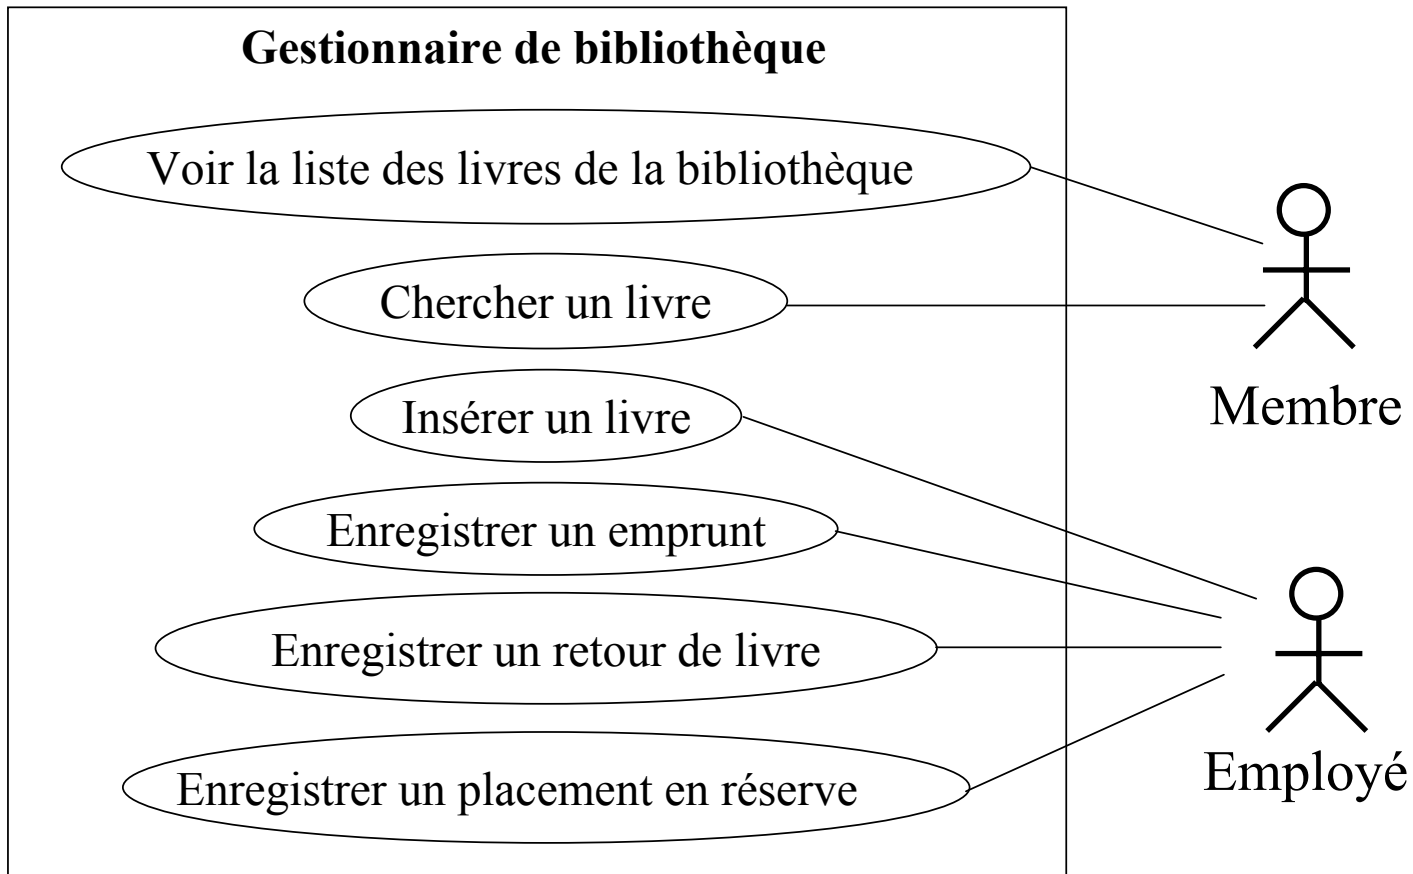 Gestionnaire de bibliothèque
Voir la liste des livres de la bibliothèque
Chercher un livre
Membre
Insérer un livre
Enregistrer un emprunt
Enregistrer un retour de livre
Enregistrer un placement en réserve
Employé